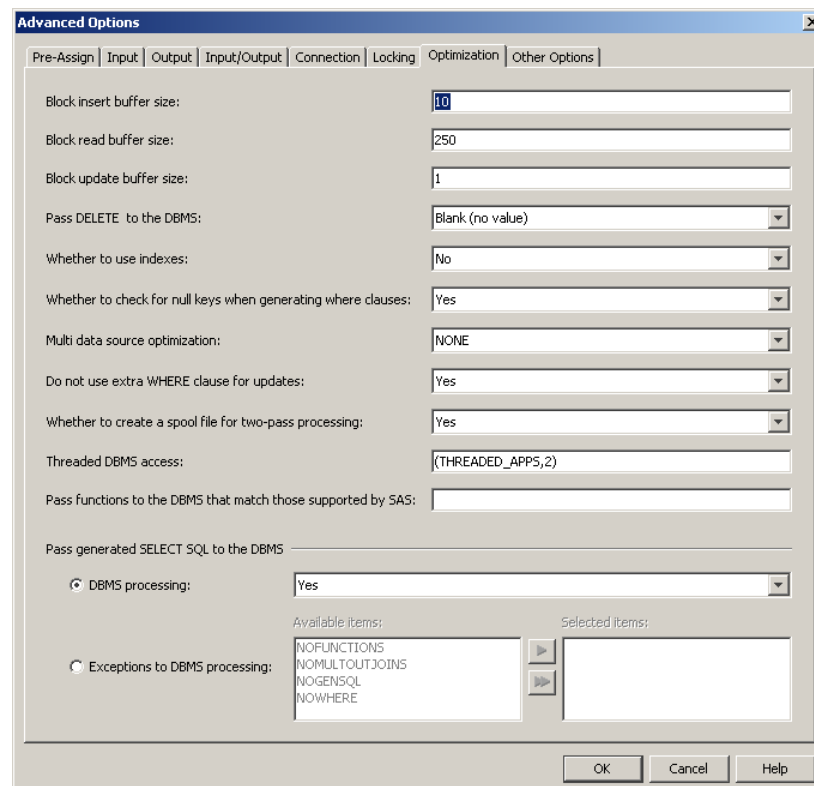 Advanced Options
Pre-Assign Input Output Input/Output Connection Locking Optimization Other Options
Block insert buffer size: 10
Block read buffer size: 250
Block update buffer size: 1
Pass DELETE to the DBMS: Blank (no value)
Whether to use indexes: No
Whether to check for null keys when generating where clauses: Yes
Multi data source optimization: NONE
Do not use extra WHERE clause for updates: Yes
Whether to create a spool file for two-pass processing: Yes
Threaded DBMS access: (THREADED_APPS,2)
Pass functions to the DBMS that match those supported by SAS:
Pass generated SELECT SQL to the DBMS
DBMS processing: Yes
Available items: Selected items:
NOFUNCTIONS
NOMULTOUTJOINS
Exceptions to DBMS processing:
NOGENSQL
NOWHERE
OK Cancel Help